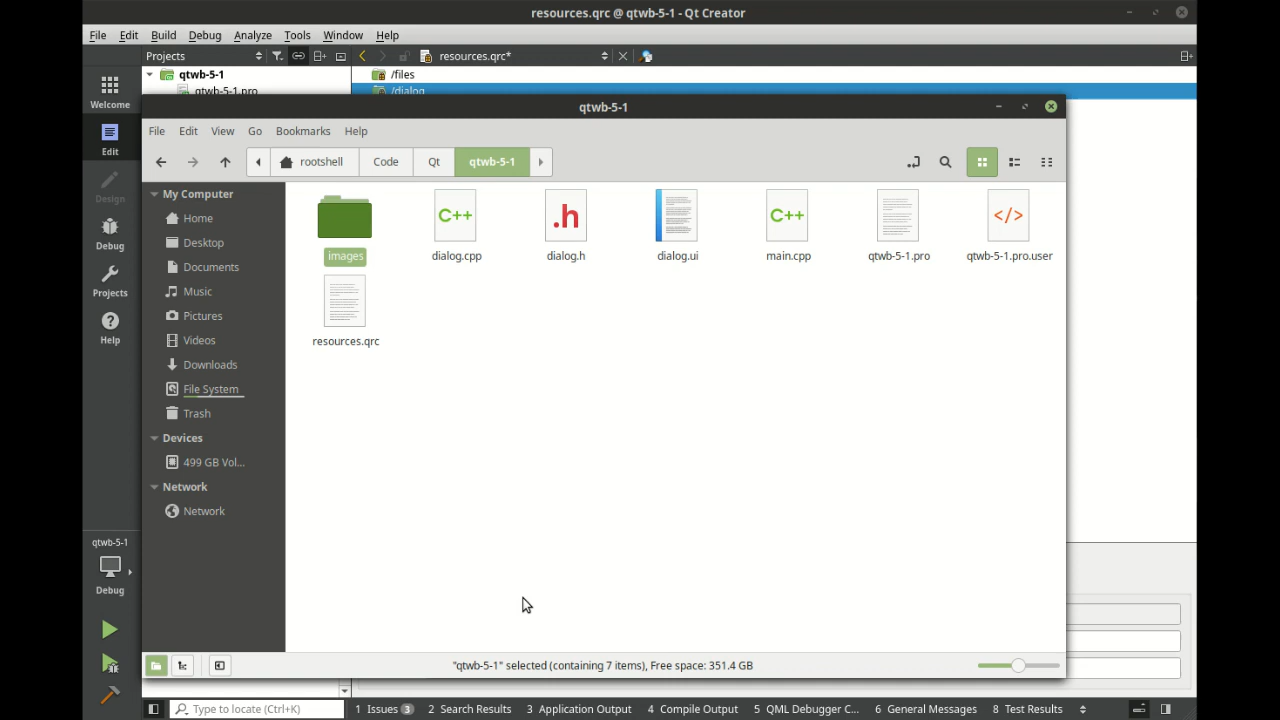 resources.qrc @ qtwb-5-1 - Qt Creator
File Edit Build Debug Analyze Tools Window Help
Projects resources.qrc*
Welcome
Edit
Design
Debug
Projects
Help
qtwb-5-1
Debug
qtwb-5-1
qtwb-5-1.pro
/files
/dialog
qtwb-5-1
File Edit View Go Bookmarks Help
rootshell Code Qt qtwb-5-1
My Computer
Home
Desktop
Documents
Music
Pictures
Videos
Downloads
File System
Trash
Devices
499 GB Vol...
Network
Network
C++ .h C++ </>
images dialog.cpp dialog.h dialog.ui main.cpp qtwb-5-1.pro qtwb-5-1.pro.user
resources.qrc
"qtwb-5-1" selected (containing 7 items), Free space: 351.4 GB
Type to locate (Ctrl+K) 1 Issues 3 2 Search Results 3 Application Output 4 Compile Output 5 QML Debugger C... 6 General Messages 8 Test Results